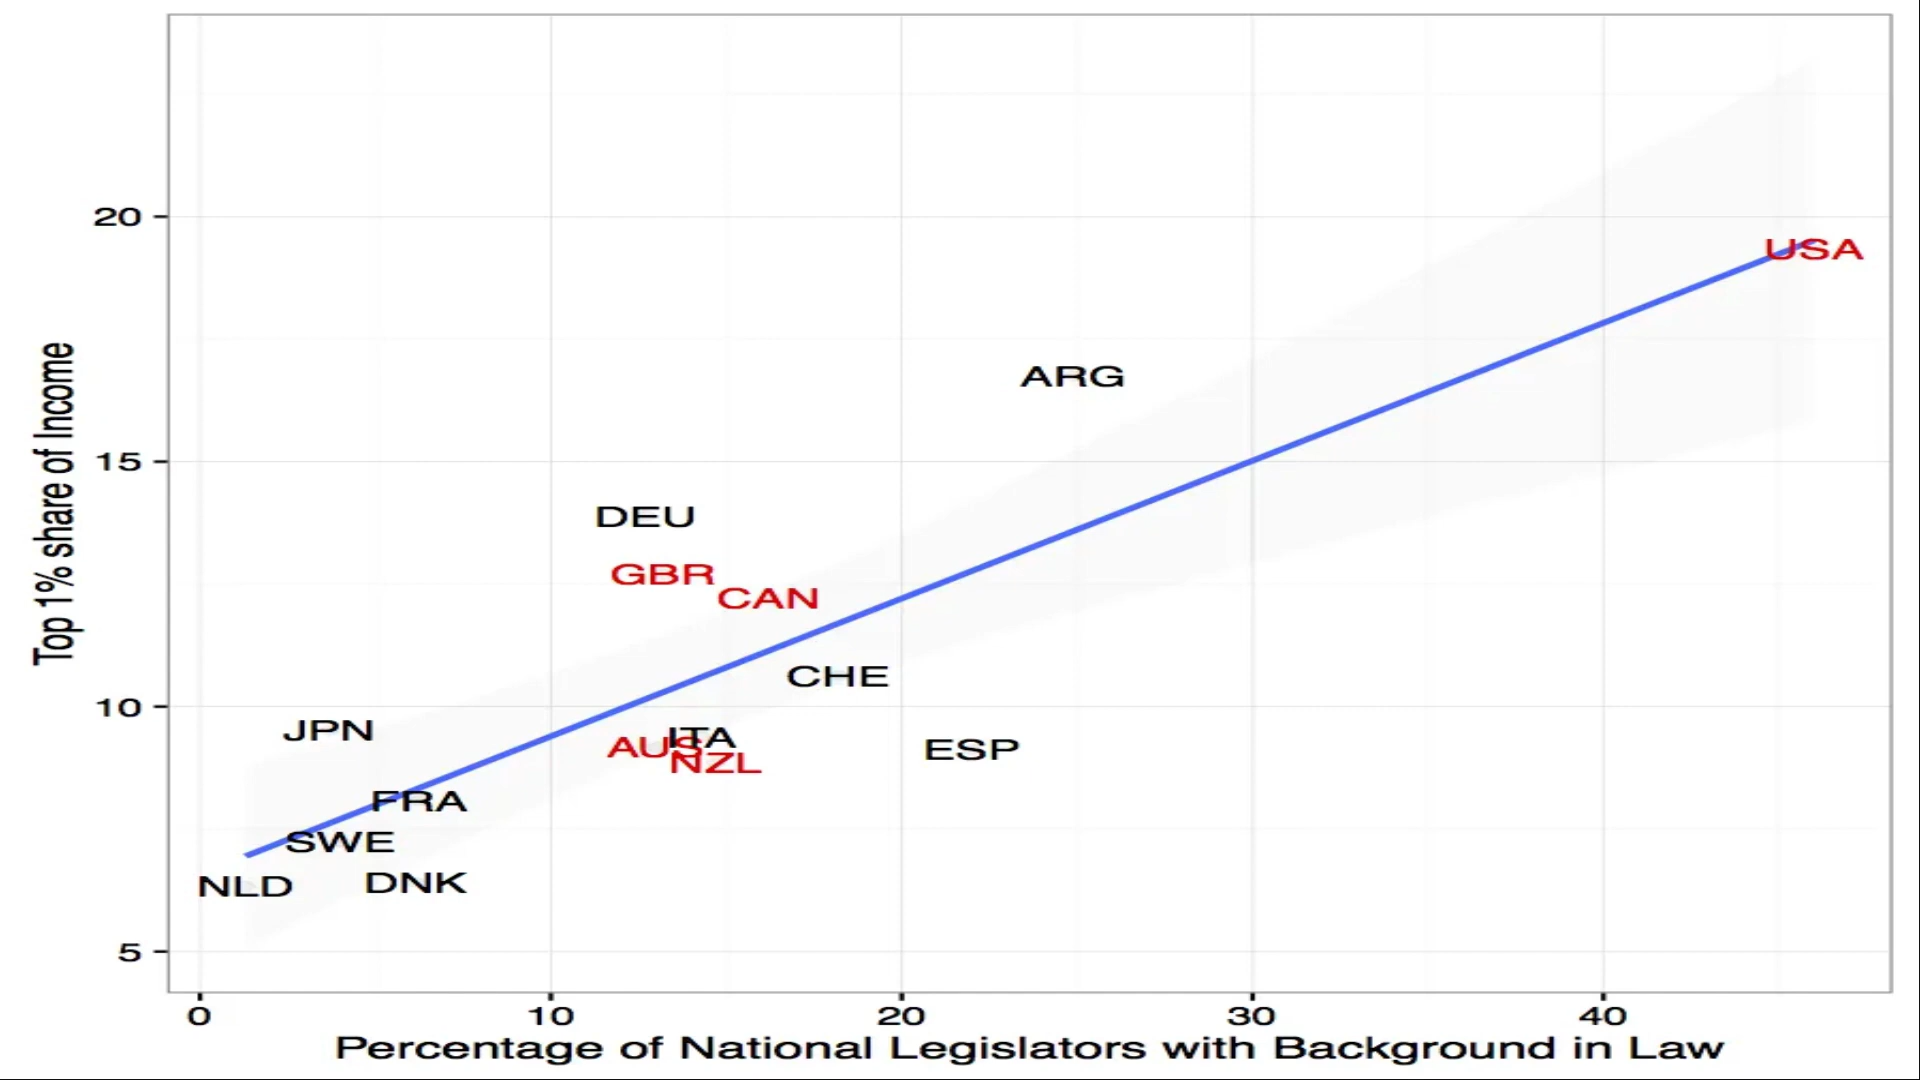 20
USA
ARG
15
DEU
GBR
CAN
CHE
10
JPN
ITA
AUS
NZL
ESP
FRA
SWE
NLD
DNK
5
0 10 20 30 40
Percentage of National Legislators with Background in Law
Top 1% share of Income